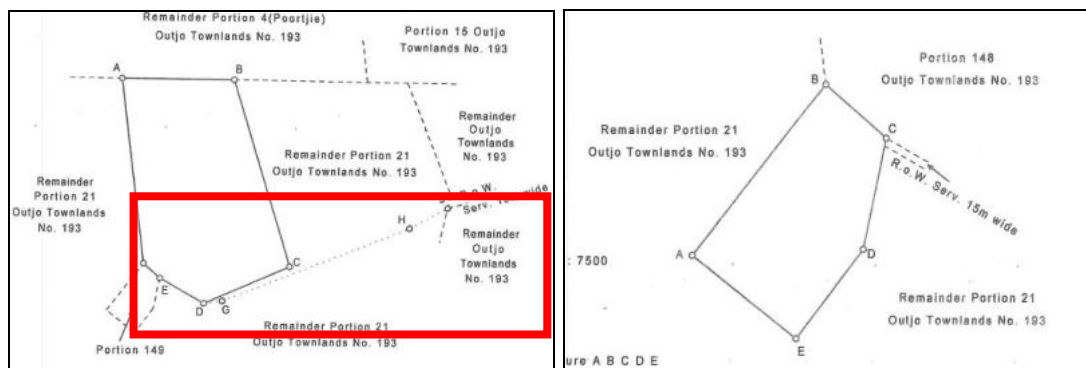 Remainder Portion 4(Poortjie)
Outjo Townlands No. 193
Portion 15 Outjo
Townlands No. 193
A
B
Remainder
Outjo
Townlands
No. 193
Remainder Portion 21
Outjo Townlands No. 193
Remainder
Portion 21
Outjo Townlands
No. 193
R.o.W.
Serv. wide
H
Remainder
Outjo
Townlands
No. 193
C
E
D
G
Remainder Portion 21
Outjo Townlands No. 193
Portion 149
Portion 148
Outjo Townlands No. 193
B
Remainder Portion 21
Outjo Townlands No. 193
C
R.o.W. Serv. 15m wide
: 7500
A
D
Remainder Portion 21
Outjo Townlands No. 193
E
ure A B C D E